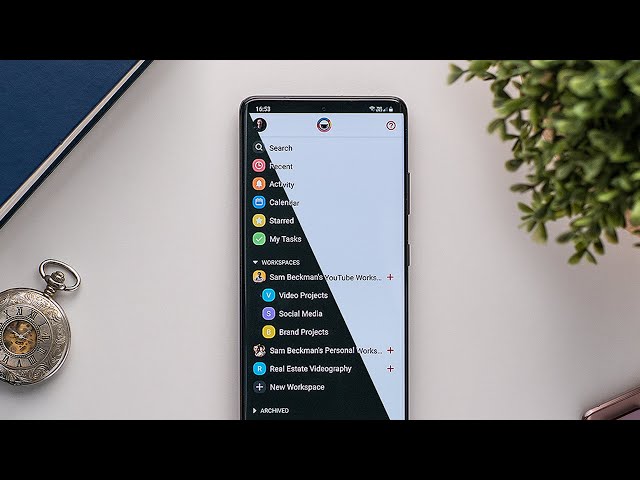 16:53
?
Search
Recent
Activity
Calendar
Starred
My Tasks
WORKSPACES
Sam Beckman's YouTube Works... +
V Video Projects
S Social Media
B Brand Projects
Sam Beckman's Personal Works... +
R Real Estate Videography +
+ New Workspace
ARCHIVED